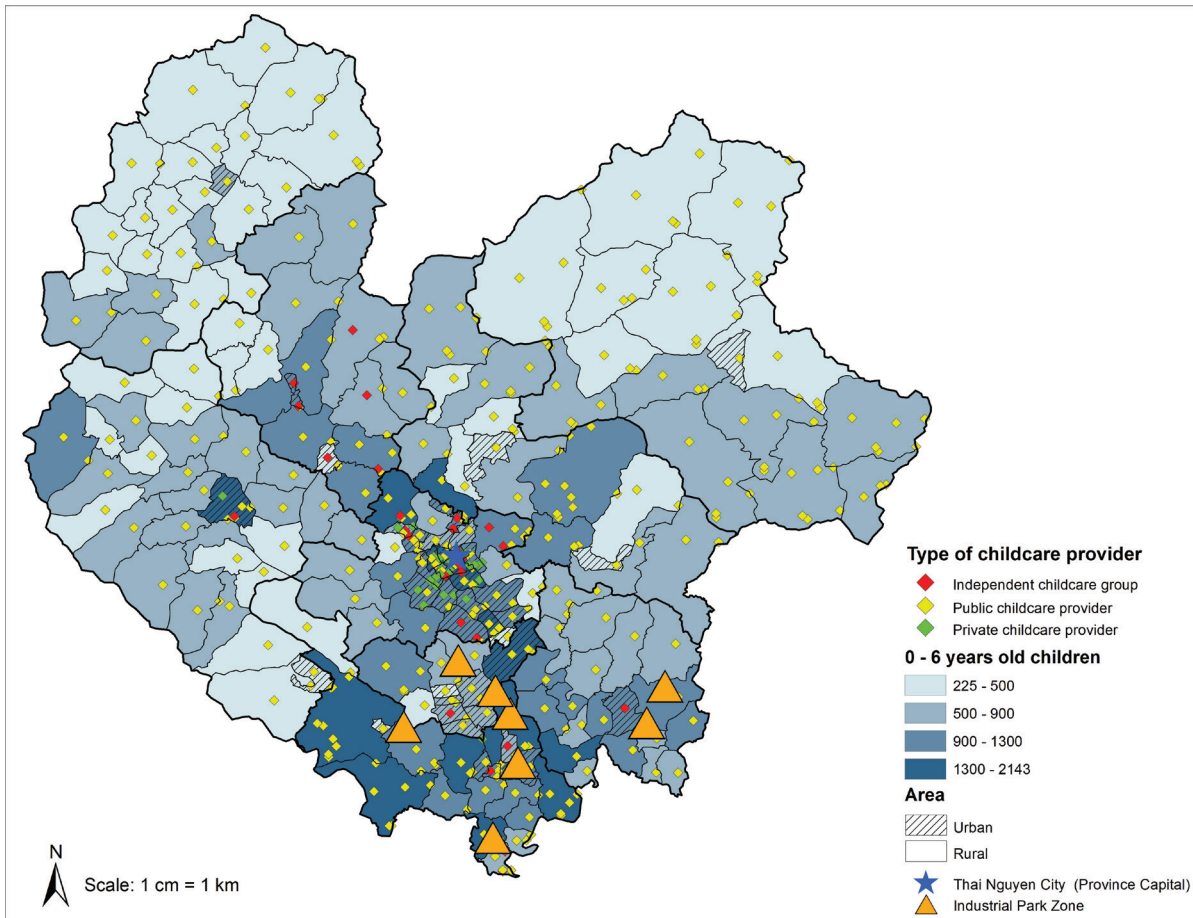 Type of childcare provider
Independent childcare group
Public childcare provider
Private childcare provider
0 - 6 years old children
225 - 500
500 - 900
900 - 1300
1300 - 2143
Area
Urban
Rural
Thai Nguyen City (Province Capital)
Industrial Park Zone
N
Scale: 1 cm = 1 km